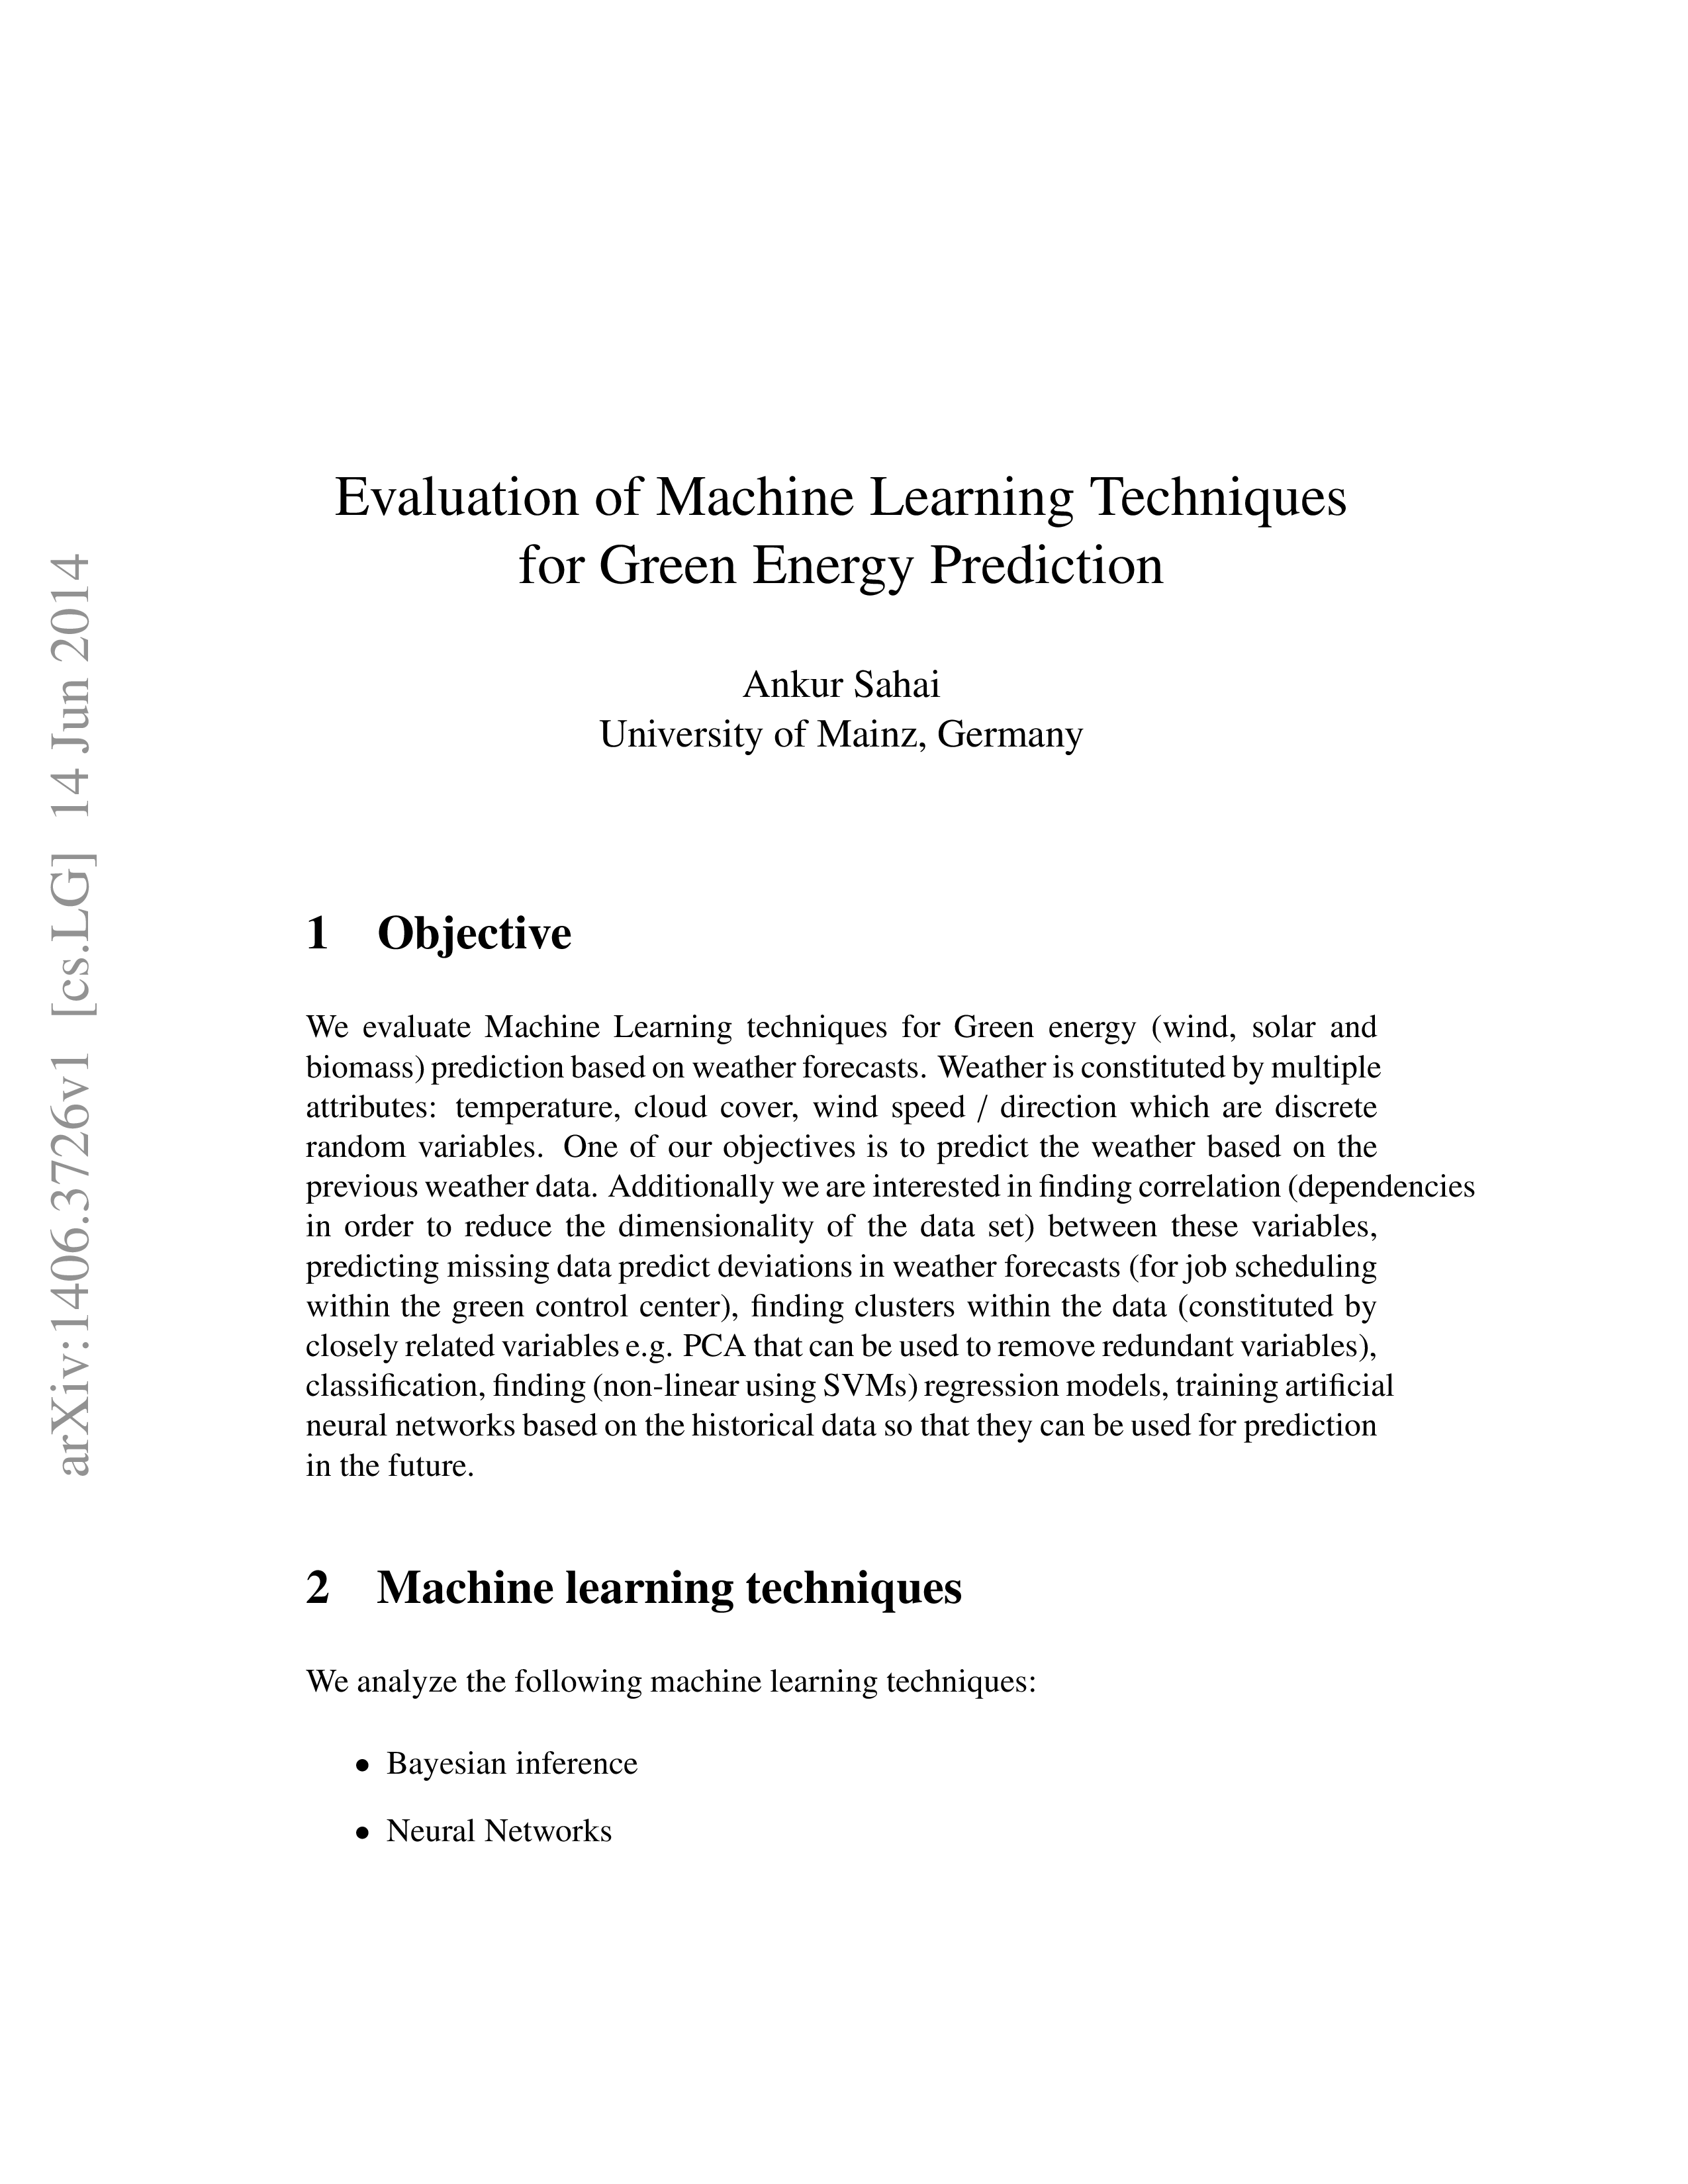 arXiv:1406.3726v1 [cs.LG] 14 Jun 2014
Evaluation of Machine Learning Techniques
for Green Energy Prediction
Ankur Sahai
University of Mainz, Germany
1 Objective
We evaluate Machine Learning techniques for Green energy (wind, solar and
biomass) prediction based on weather forecasts. Weather is constituted by multiple
attributes: temperature, cloud cover, wind speed / direction which are discrete
random variables. One of our objectives is to predict the weather based on the
previous weather data. Additionally we are interested in finding correlation (dependencies
in order to reduce the dimensionality of the data set) between these variables,
predicting missing data predict deviations in weather forecasts (for job scheduling
within the green control center), finding clusters within the data (constituted by
closely related variables e.g. PCA that can be used to remove redundant variables),
classification, finding (non-linear using SVMs) regression models, training artificial
neural networks based on the historical data so that they can be used for prediction
in the future.
2 Machine learning techniques
We analyze the following machine learning techniques:
• Bayesian inference
• Neural Networks